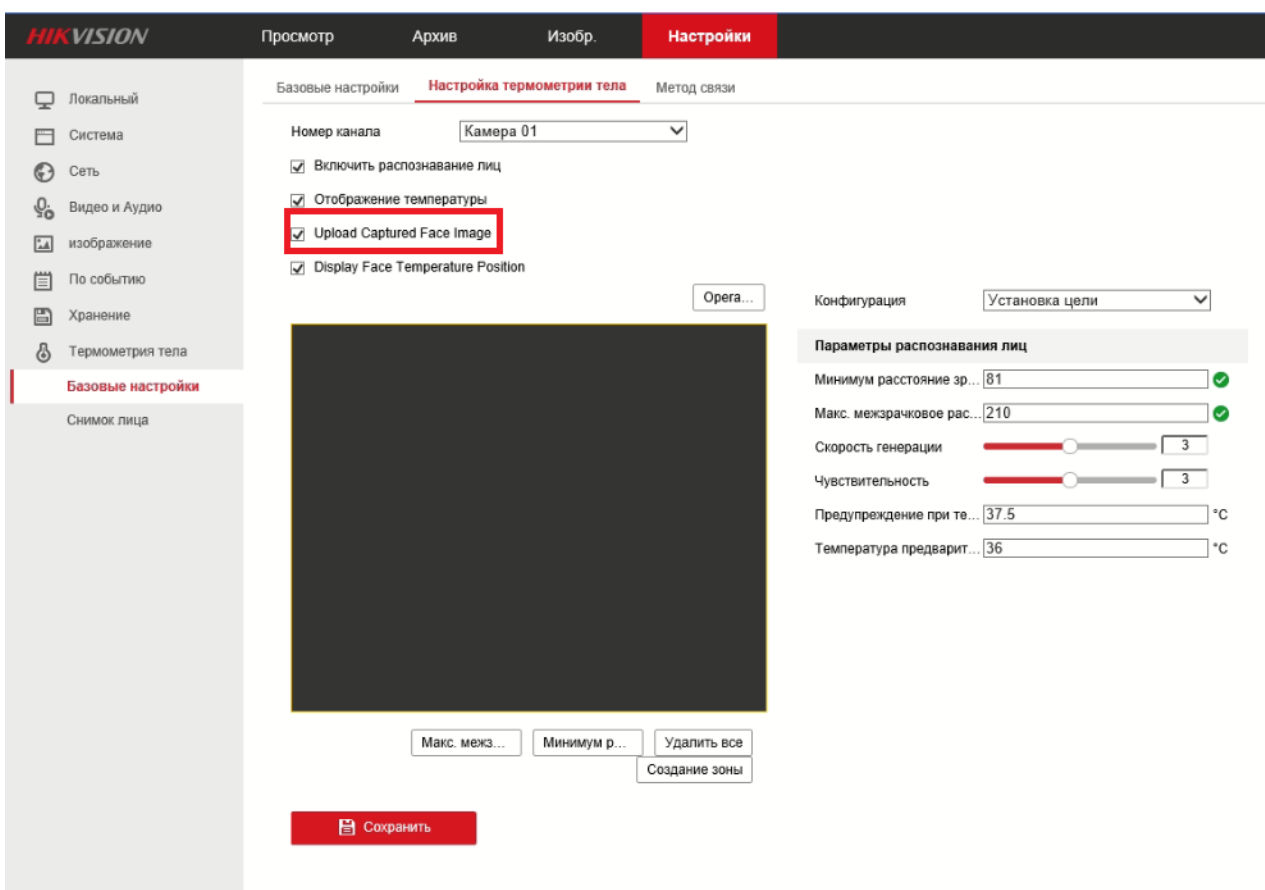 HIKVISION
Просмотр Архив Изобр. Настройки
Локальный
Система
Сеть
Видео и Аудио
изображение
По событию
Хранение
Термометрия тела
Базовые настройки
Снимок лица
Базовые настройки Настройка термометрии тела Метод связи
Номер канала Камера 01
Включить распознавание лиц
Отображение температуры
Upload Captured Face Image
Display Face Temperature Position
Opera...
Макс. межз... Минимум р... Удалить все
Создание зоны
Сохранить
Конфигурация Установка цели
Параметры распознавания лиц
Минимум расстояние зр... 81
Макс. межзрачковое рас... 210
Скорость генерации 3
Чувствительность 3
Предупреждение при те... 37.5 °C
Температура предварит... 36 °C